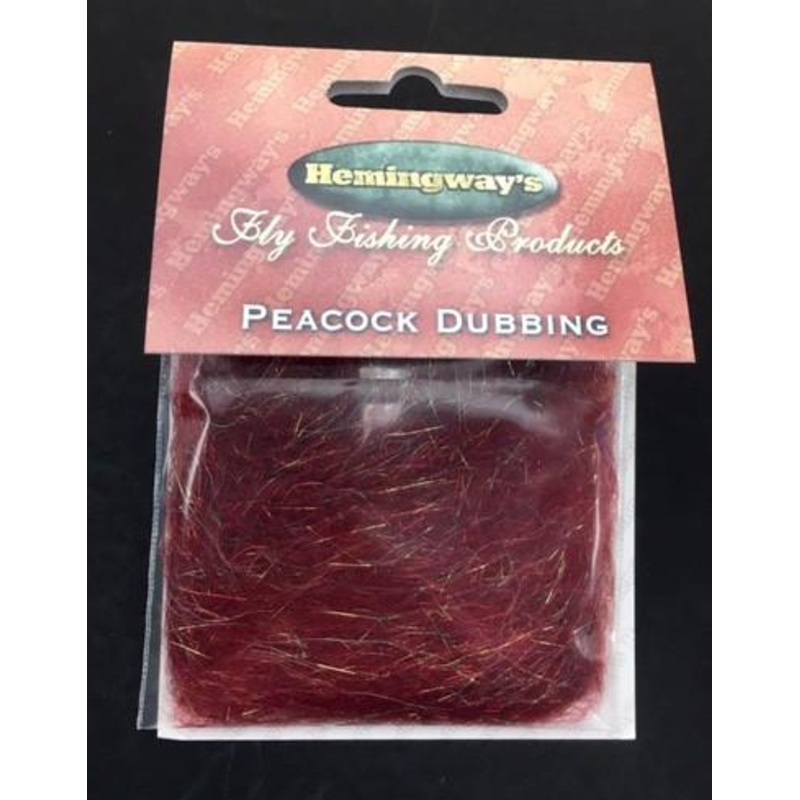 Hemingway's
Fly Fishing Products
PEACOCK DUBBING